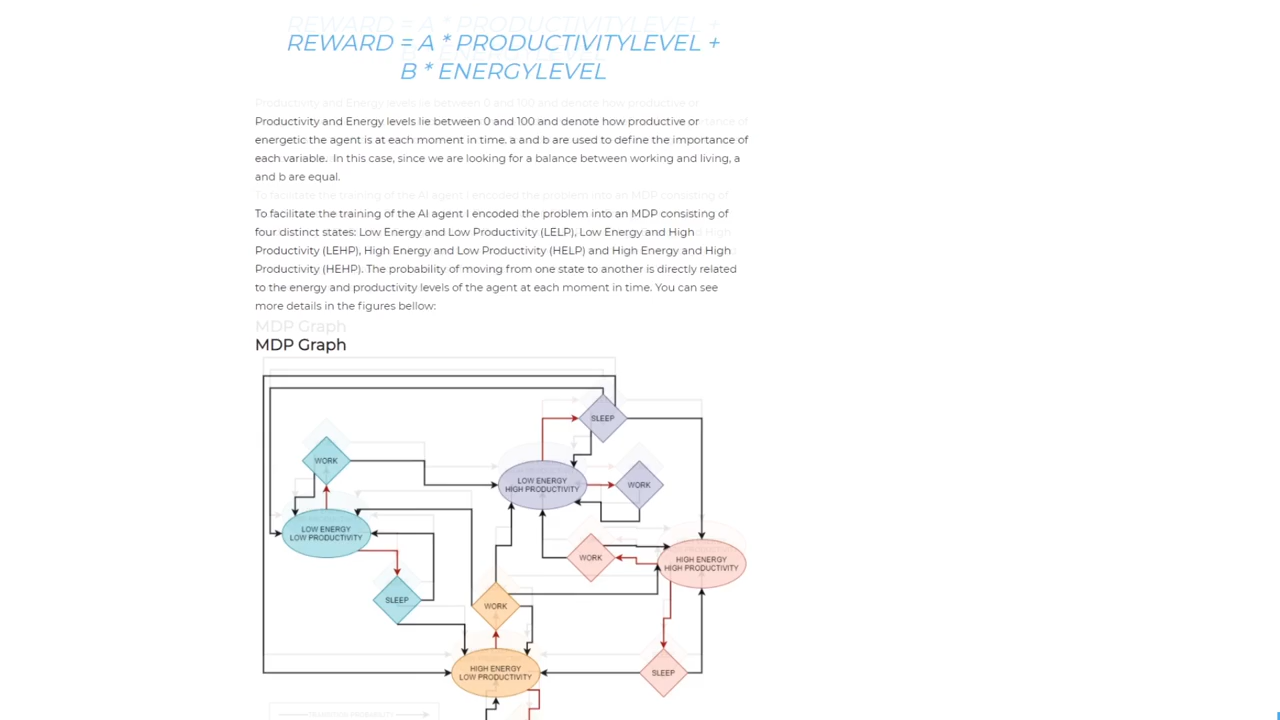 REWARD = A * PRODUCTIVITYLEVEL +
B * ENERGYLEVEL
Productivity and Energy levels lie between 0 and 100 and denote how productive or
energetic the agent is at each moment in time. a and b are used to define the importance of
each variable.  In this case, since we are looking for a balance between working and living, a
and b are equal.
To facilitate the training of the AI agent I encoded the problem into an MDP consisting of
four distinct states: Low Energy and Low Productivity (LELP), Low Energy and High
Productivity (LEHP), High Energy and Low Productivity (HELP) and High Energy and High
Productivity (HEHP). The probability of moving from one state to another is directly related
to the energy and productivity levels of the agent at each moment in time. You can see
more details in the figures bellow:
MDP Graph
SLEEP
WORK
LOW ENERGY
HIGH PRODUCTIVITY
WORK
LOW ENERGY
LOW PRODUCTIVITY
WORK
HIGH ENERGY
HIGH PRODUCTIVITY
SLEEP
WORK
HIGH ENERGY
LOW PRODUCTIVITY
SLEEP
TRANSITION PROBABILITY